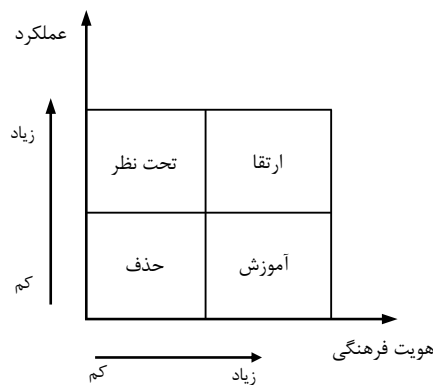 عملکرد
زیاد
ارتقا
تحت نظر
آموزش
حذف
کم
هویت فرهنگی
زیاد
کم